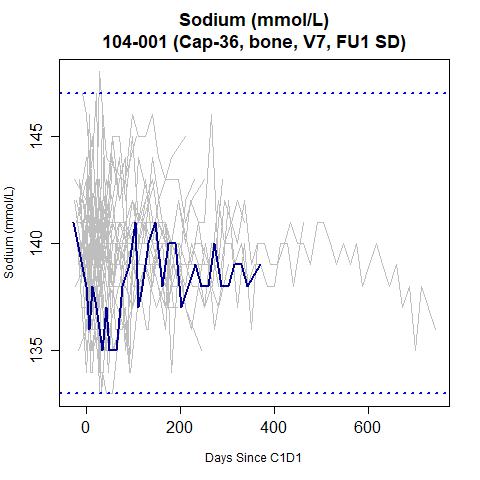 Sodium (mmol/L)
104-001 (Cap-36, bone, V7, FU1 SD)
Sodium (mmol/L)
145
140
135
0 200 400 600
Days Since C1D1